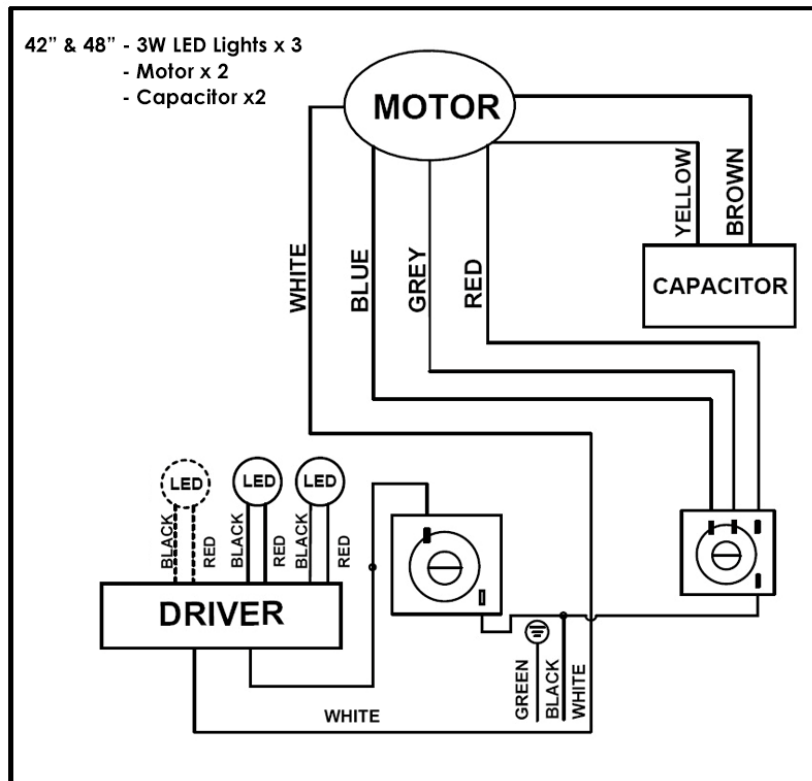 42” & 48” - 3W LED Lights x 3
- Motor x 2
- Capacitor x2
MOTOR
WHITE
BLUE
GREY
RED
YELLOW
BROWN
CAPACITOR
LED
LED
LED
BLACK
RED
BLACK
RED
BLACK
RED
DRIVER
GREEN
BLACK
WHITE
WHITE